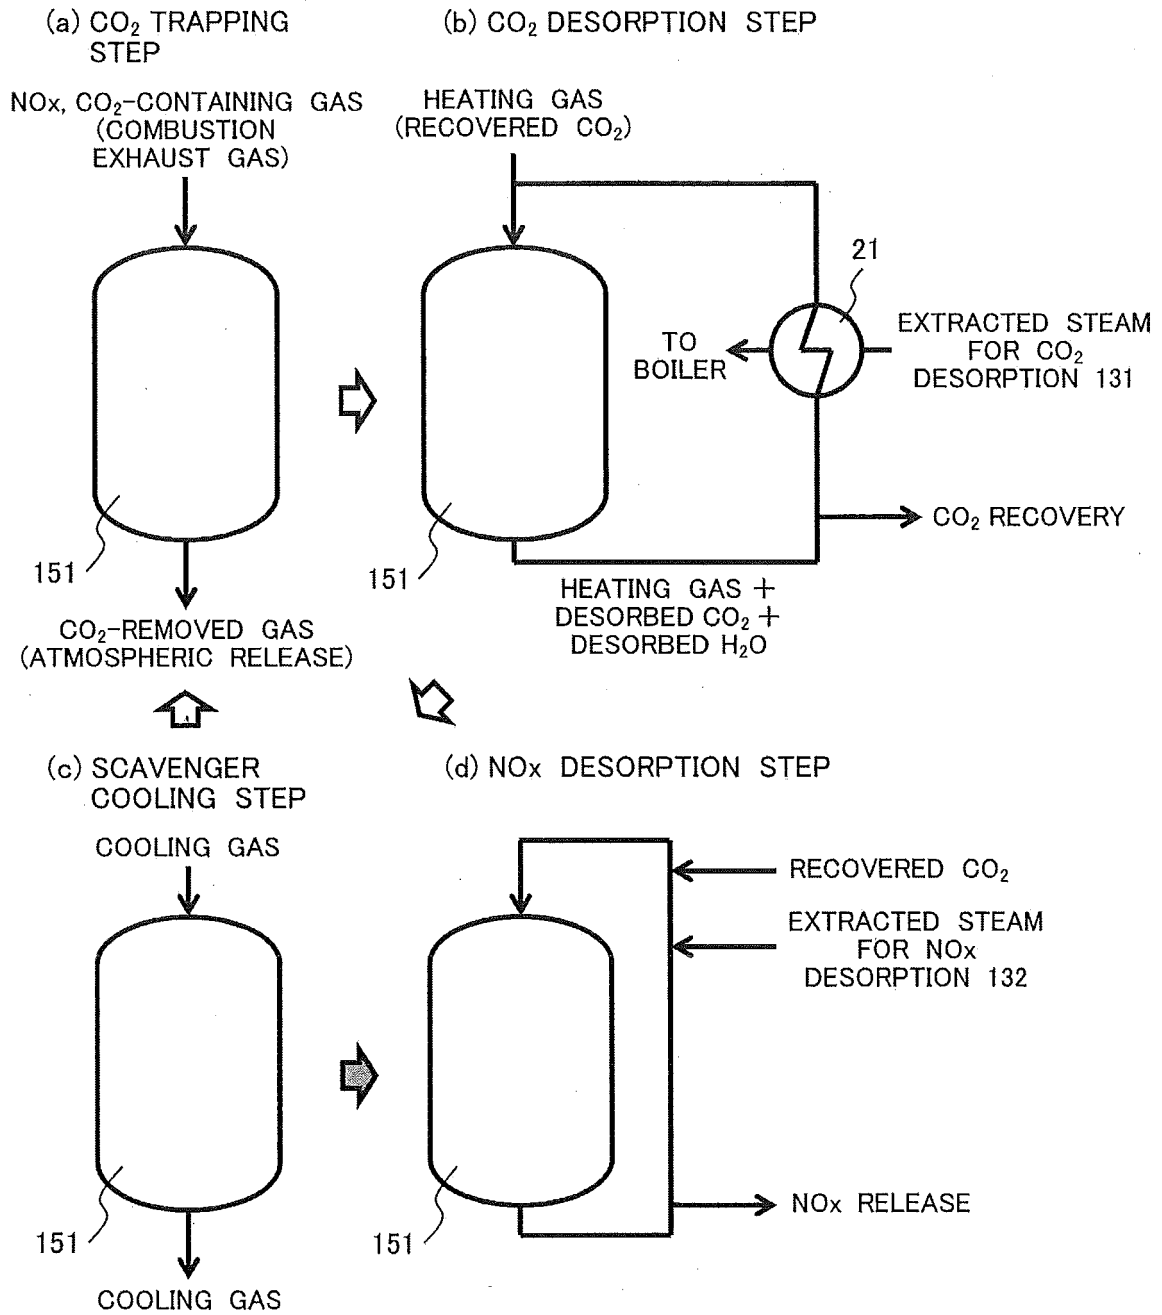 (a) CO₂ TRAPPING
STEP
NOx, CO₂-CONTAINING GAS
(COMBUSTION
EXHAUST GAS)
151
CO₂-REMOVED GAS
(ATMOSPHERIC RELEASE)
(b) CO₂ DESORPTION STEP
HEATING GAS
(RECOVERED CO₂)
21
EXTRACTED STEAM
FOR CO₂
DESORPTION 131
TO
BOILER
CO₂ RECOVERY
151
HEATING GAS +
DESORBED CO₂ +
DESORBED H₂O
(c) SCAVENGER
COOLING STEP
COOLING GAS
151
COOLING GAS
(d) NOx DESORPTION STEP
RECOVERED CO₂
EXTRACTED STEAM
FOR NOx
DESORPTION 132
151
NOx RELEASE